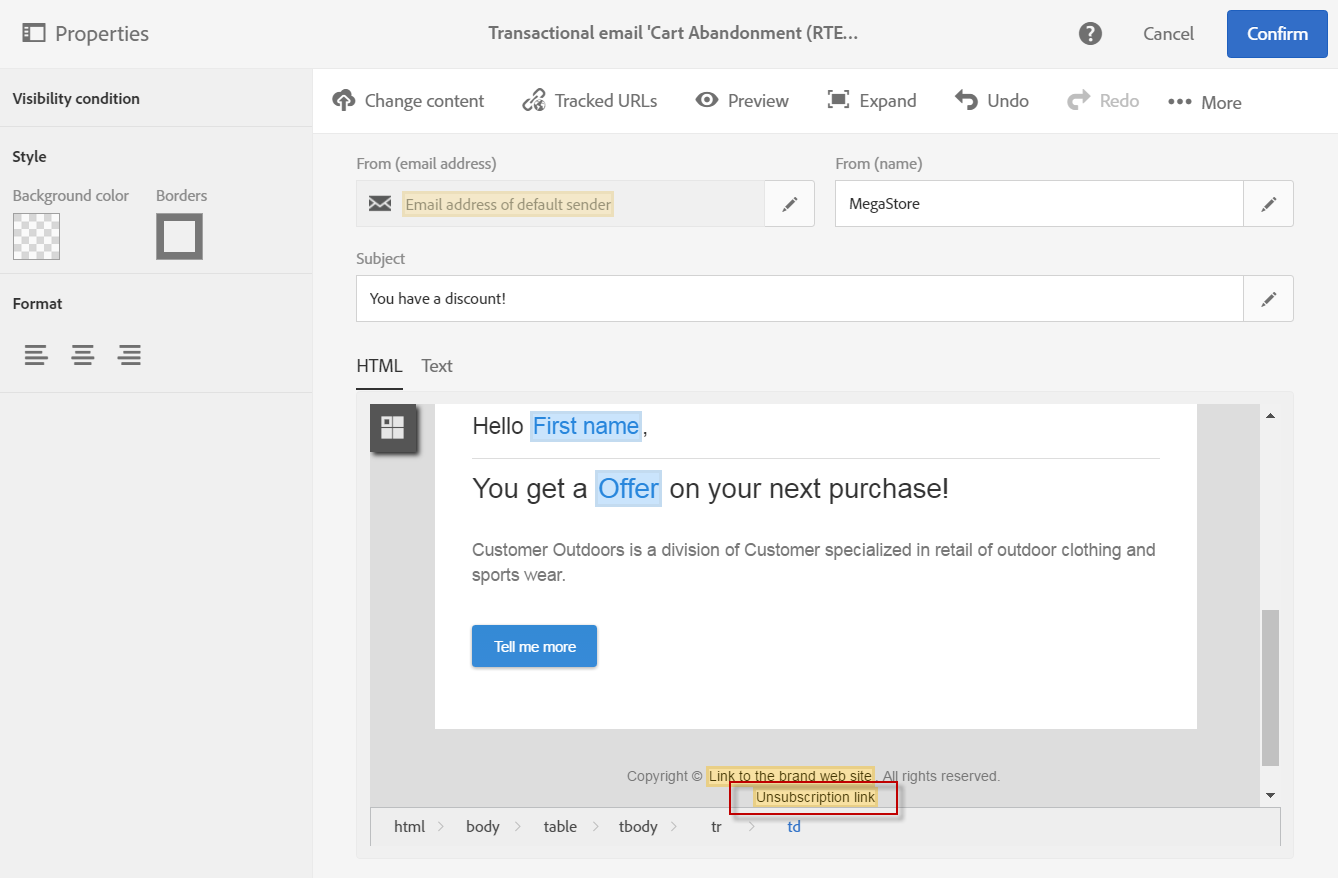 Properties
Transactional email 'Cart Abandonment (RTE...
?
Cancel
Confirm
Visibility condition
Style
Background color
Borders
Format
Change content
Tracked URLs
Preview
Expand
Undo
Redo
More
From (email address)
Email address of default sender
From (name)
MegaStore
Subject
You have a discount!
HTML
Text
Hello First name,
You get a Offer on your next purchase!
Customer Outdoors is a division of Customer specialized in retail of outdoor clothing and
sports wear.
Tell me more
Copyright © Link to the brand web site. All rights reserved.
Unsubscription link
html > body > table > tbody > tr > td